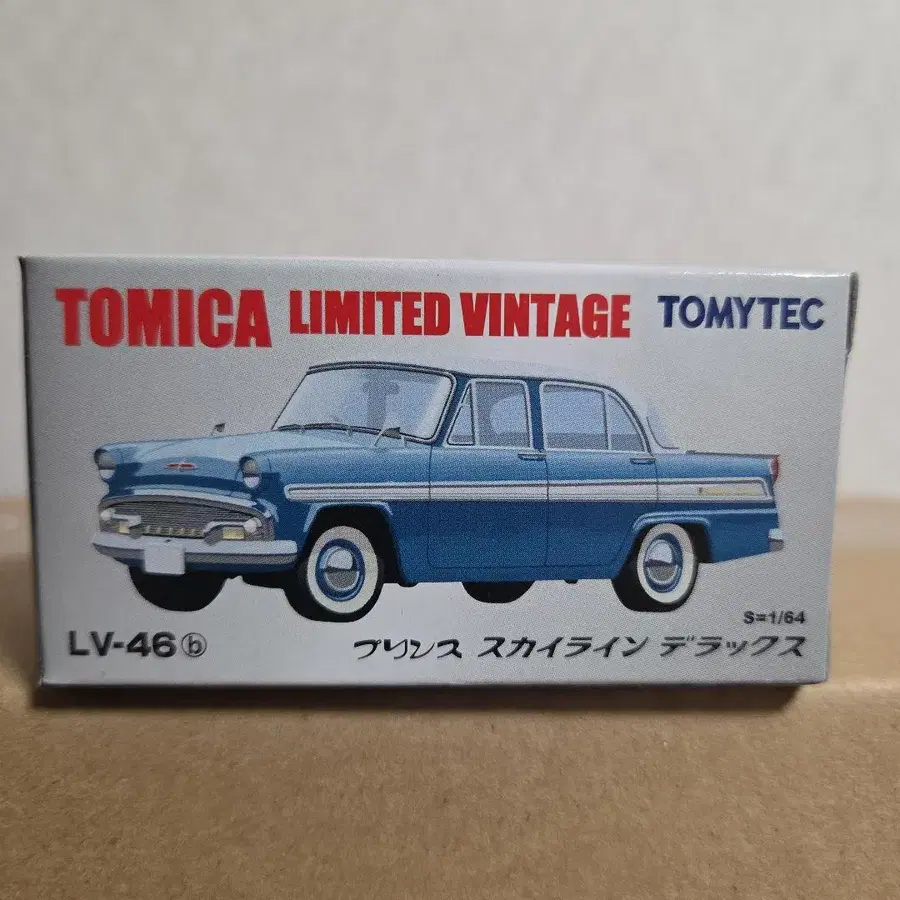 TOMICA LIMITED VINTAGE TOMYTEC
S=1/64
LV-46ⓑ プリンス スカイライン デラックス